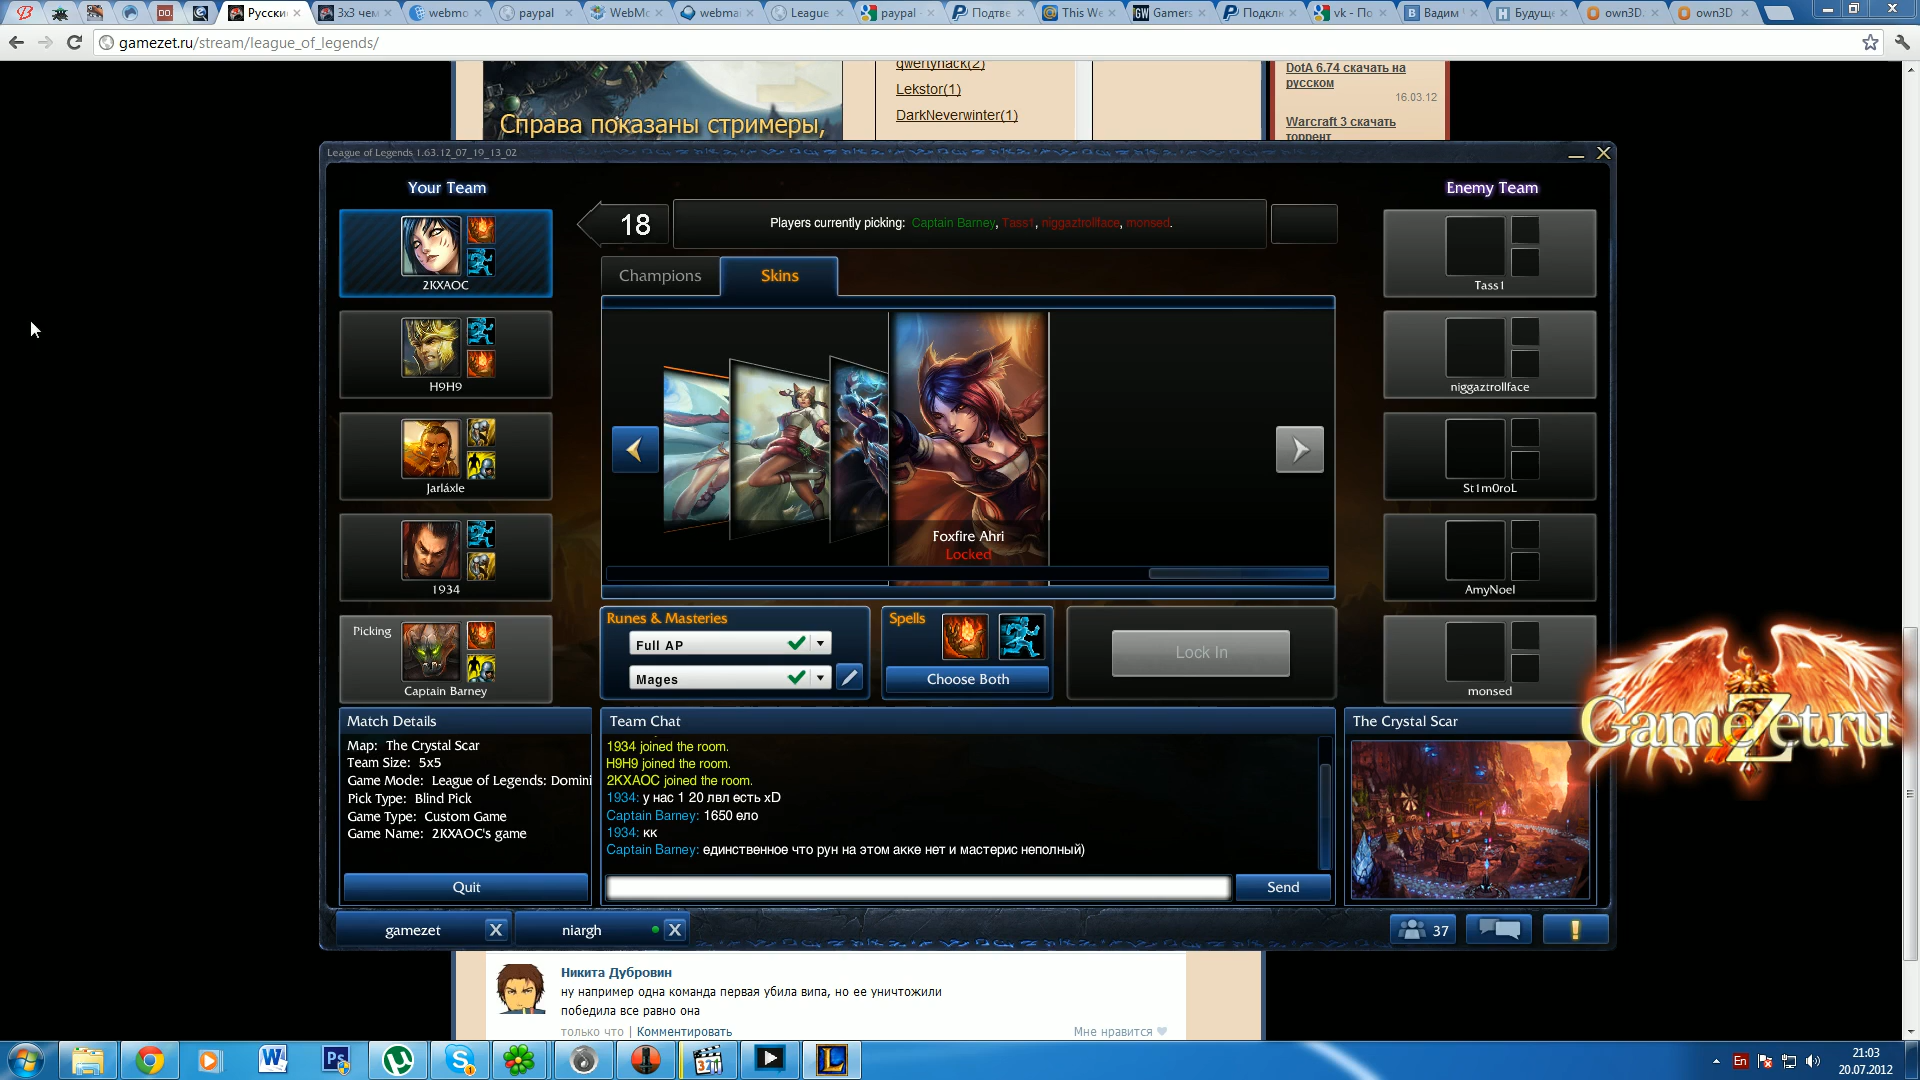 Русски
3x3 чем
webmo
paypal
WebMo
webma
League
paypal
Подтве
This We
Gamers
Подклю
vk - По
Вадим
Будуще
own3D
own3D
gamezet.ru/stream/league_of_legends/
qwertyhack(2)
Lekstor(1)
DarkNeverwinter(1)
Справа показаны стримеры,
DotA 6.74 скачать на
русском
16.03.12
Warcraft 3 скачать
торрент
League of Legends 1.63.12_07_19_13_02
Your Team
18
Players currently picking: Captain Barney, Tass1, niggaztrollface, monsed.
Enemy Team
Champions
Skins
2KXAOC
H9H9
Jarláxle
1934
Picking
Captain Barney
Foxfire Ahri
Locked
Tass1
niggaztrollface
St1m0roL
AmyNoel
monsed
Runes & Masteries
Full AP
Mages
Spells
Choose Both
Lock In
Match Details
Map: The Crystal Scar
Team Size: 5x5
Game Mode: League of Legends: Domini
Pick Type: Blind Pick
Game Type: Custom Game
Game Name: 2KXAOC's game
Quit
Team Chat
1934 joined the room.
H9H9 joined the room.
2KXAOC joined the room.
1934: у нас 1 20 лвл есть xD
Captain Barney: 1650 ело
1934: кк
Captain Barney: единственное что рун на этом акке нет и мастерис неполный)
Send
The Crystal Scar
GameZet.ru
gamezet
niargh
37
Никита Дубровин
ну например одна команда первая убила випа, но ее уничтожили
победила все равно она
только что | Комментировать
Мне нравится
En
21:03
20.07.2012